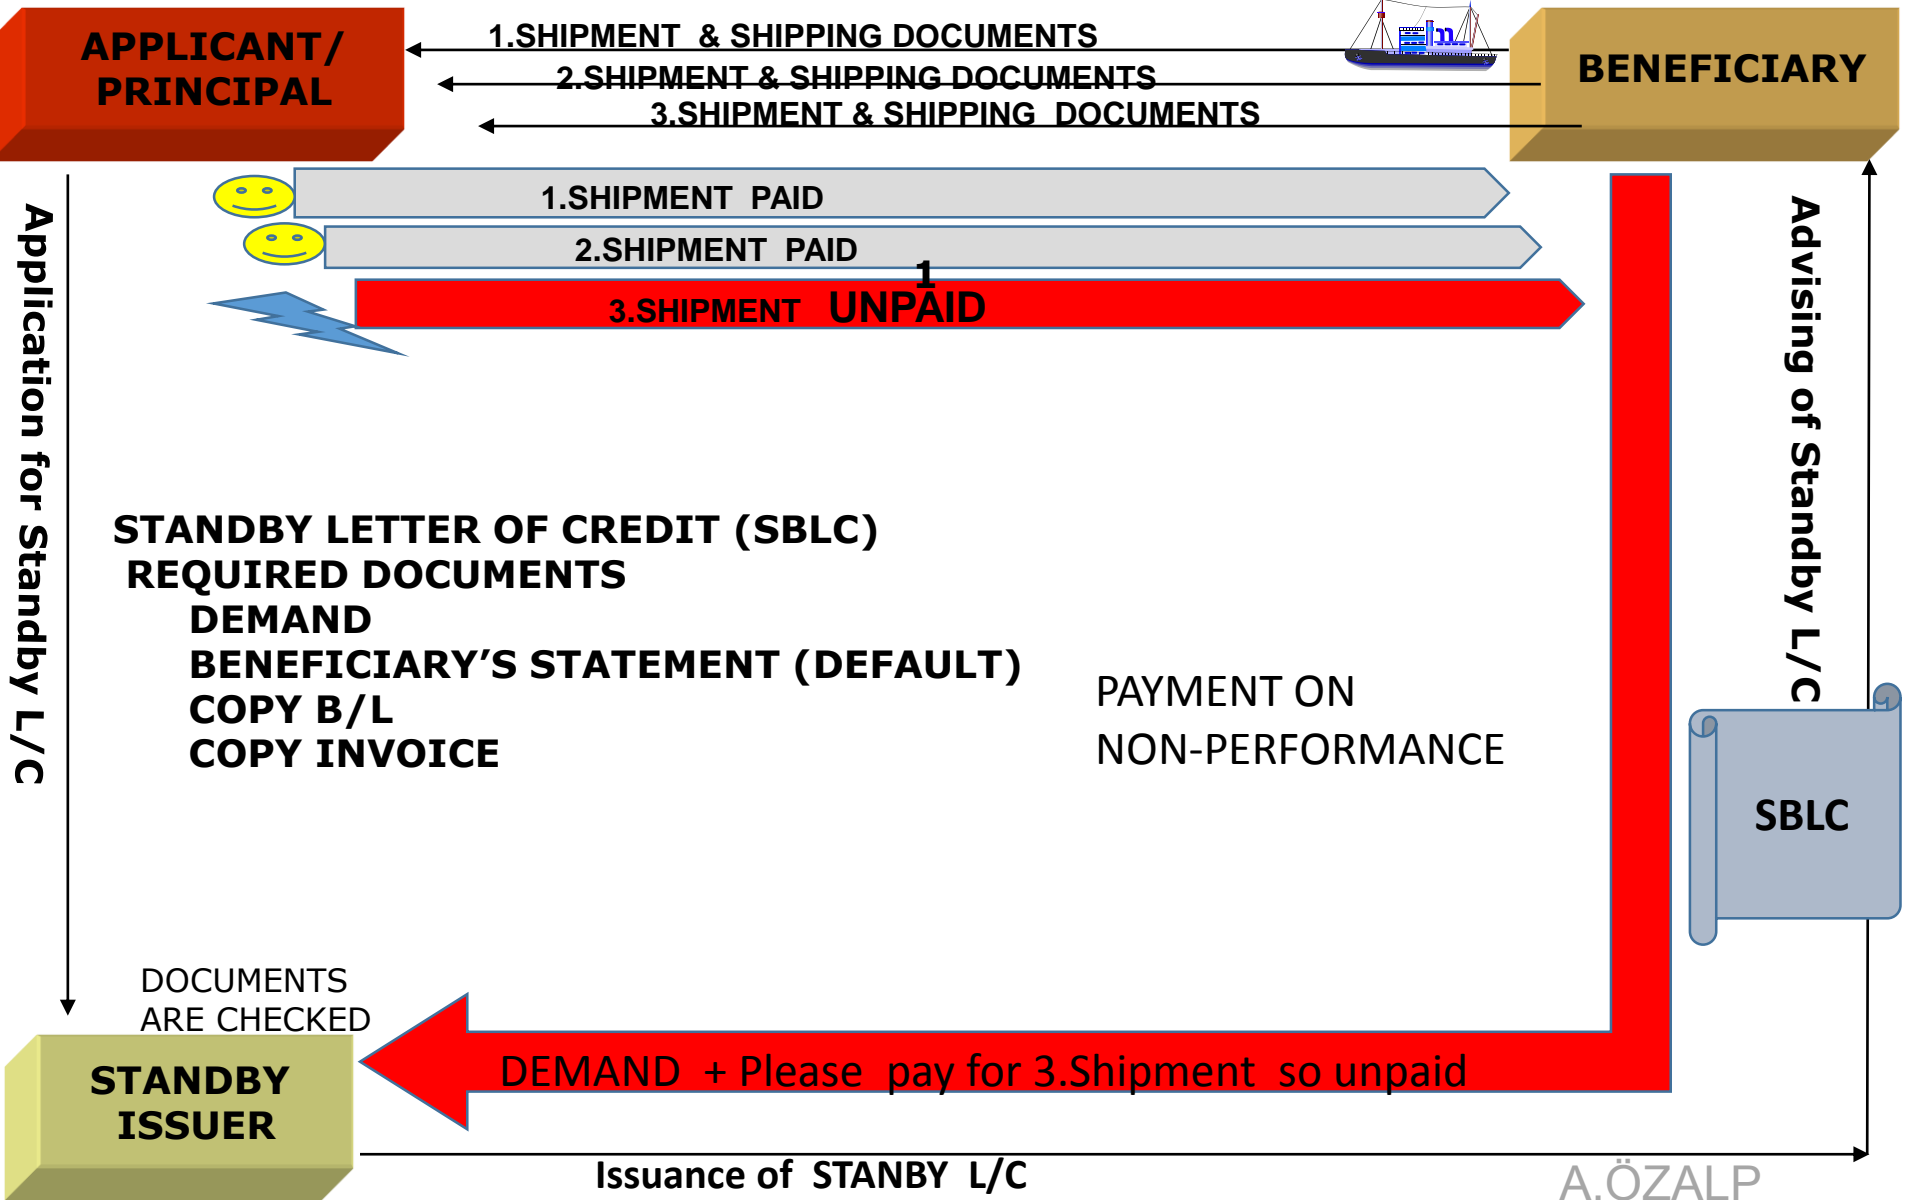 APPLICANT/
PRINCIPAL
1.SHIPMENT & SHIPPING DOCUMENTS
2.SHIPMENT & SHIPPING DOCUMENTS
3.SHIPMENT & SHIPPING DOCUMENTS
BENEFICIARY
1.SHIPMENT PAID
2.SHIPMENT PAID
1
3.SHIPMENT UNPAID
Application for Standby L/C
Advising of Standby L/C
STANDBY LETTER OF CREDIT (SBLC)
REQUIRED DOCUMENTS
DEMAND
BENEFICIARY’S STATEMENT (DEFAULT)
COPY B/L
COPY INVOICE
PAYMENT ON
NON-PERFORMANCE
SBLC
DOCUMENTS
ARE CHECKED
STANDBY
ISSUER
DEMAND + Please pay for 3.Shipment so unpaid
Issuance of STANBY L/C
A.ÖZALP